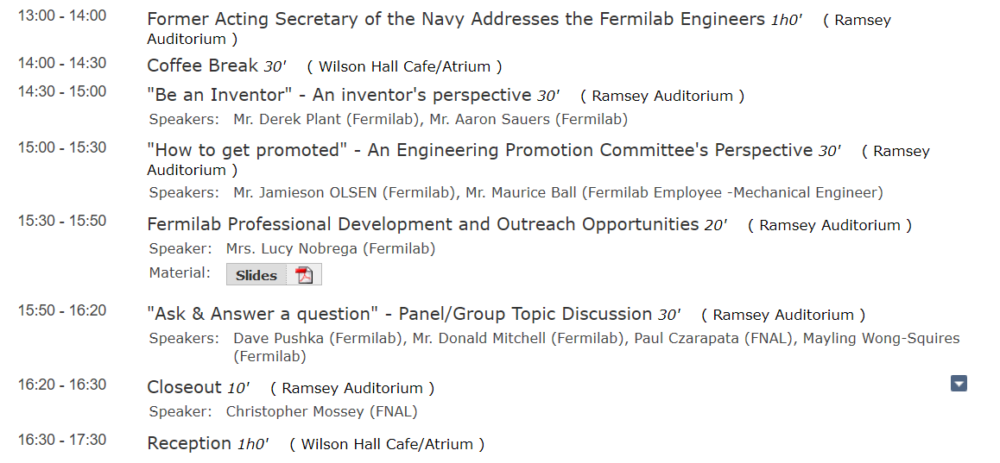 13:00 - 14:00 Former Acting Secretary of the Navy Addresses the Fermilab Engineers 1h0' ( Ramsey
Auditorium )
14:00 - 14:30 Coffee Break 30' ( Wilson Hall Cafe/Atrium )
14:30 - 15:00 "Be an Inventor" - An inventor's perspective 30' ( Ramsey Auditorium )
Speakers: Mr. Derek Plant (Fermilab), Mr. Aaron Sauers (Fermilab)
15:00 - 15:30 "How to get promoted" - An Engineering Promotion Committee's Perspective 30' ( Ramsey
Auditorium )
Speakers: Mr. Jamieson OLSEN (Fermilab), Mr. Maurice Ball (Fermilab Employee -Mechanical Engineer)
15:30 - 15:50 Fermilab Professional Development and Outreach Opportunities 20' ( Ramsey Auditorium )
Speaker: Mrs. Lucy Nobrega (Fermilab)
Material: Slides
15:50 - 16:20 "Ask & Answer a question" - Panel/Group Topic Discussion 30' ( Ramsey Auditorium )
Speakers: Dave Pushka (Fermilab), Mr. Donald Mitchell (Fermilab), Paul Czarapata (FNAL), Mayling Wong-Squires
(Fermilab)
16:20 - 16:30 Closeout 10' ( Ramsey Auditorium )
Speaker: Christopher Mossey (FNAL)
16:30 - 17:30 Reception 1h0' ( Wilson Hall Cafe/Atrium )